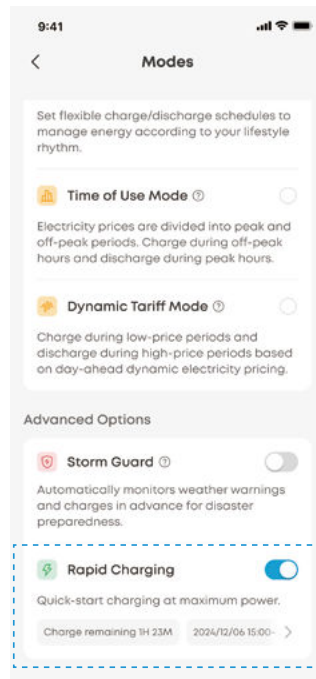 9:41
Modes
Set flexible charge/discharge schedules to
manage energy according to your lifestyle
rhythm.
Time of Use Mode
Electricity prices are divided into peak and
off-peak periods. Charge during off-peak
hours and discharge during peak hours.
Dynamic Tariff Mode
Charge during low-price periods and
discharge during high-price periods based
on day-ahead dynamic electricity pricing.
Advanced Options
Storm Guard
Automatically monitors weather warnings
and charges in advance for disaster
preparedness.
Rapid Charging
Quick-start charging at maximum power.
Charge remaining 1H 23M 2024/12/06 15:00-